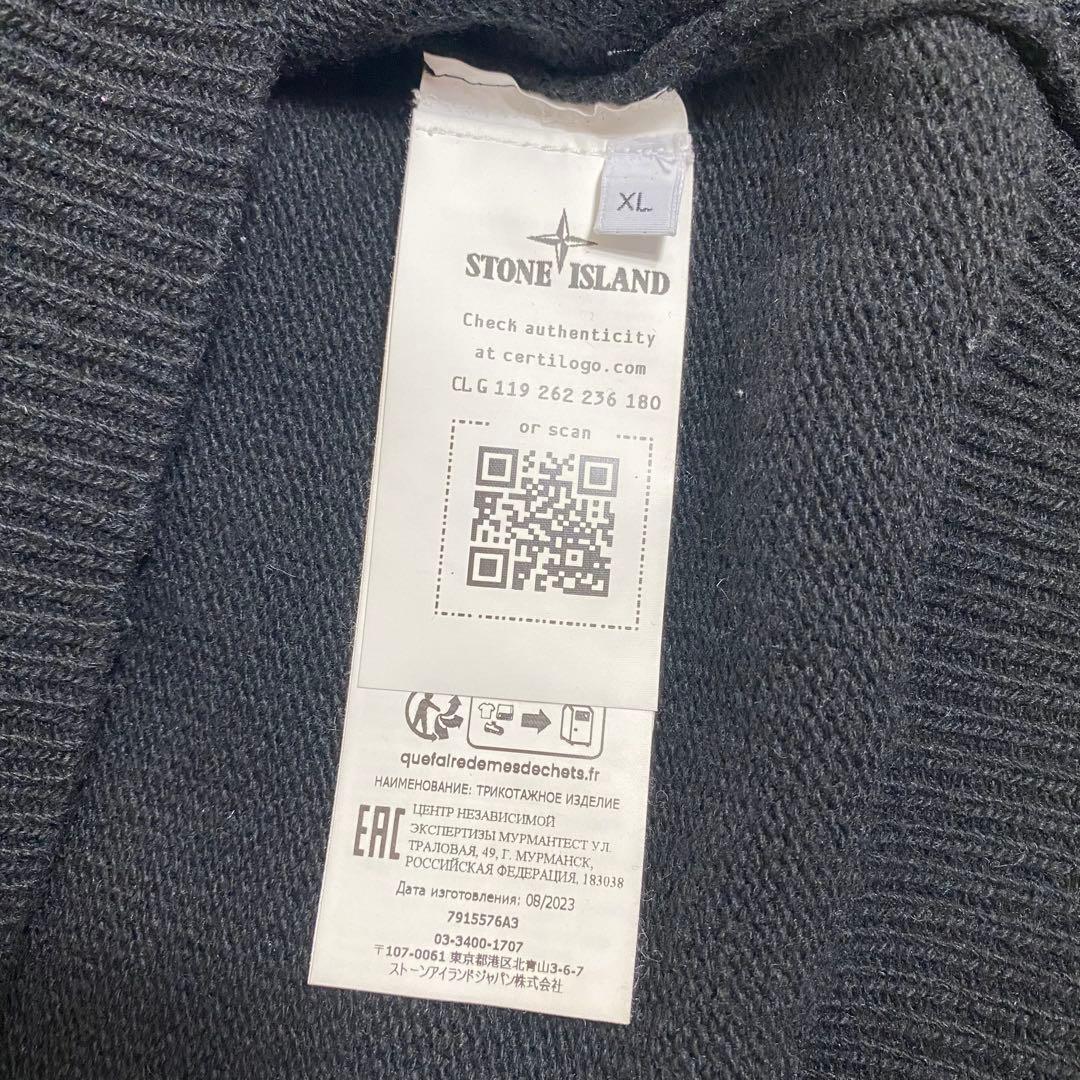 XL
STONE ISLAND
Check authenticity
at certilogo.com
CLG 119 262 236 180
or scan
quefairedemesdechets.fr
НАИМЕНОВАНИЕ: ТРИКОТАЖНОЕ ИЗДЕЛИЕ
EAC
ЦЕНТР НЕЗАВИСИМОЙ
ЭКСПЕРТИЗЫ МУРМАНТЕСТ УЛ.
ТРАЛОВАЯ, 49, Г. МУРМАНСК,
РОССИЙСКАЯ ФЕДЕРАЦИЯ, 183038
Дата изготовления: 08/2023
7915576A3
03-3400-1707
〒107-0061 東京都港区北青山3-6-7
ストーンアイランドジャパン株式会社